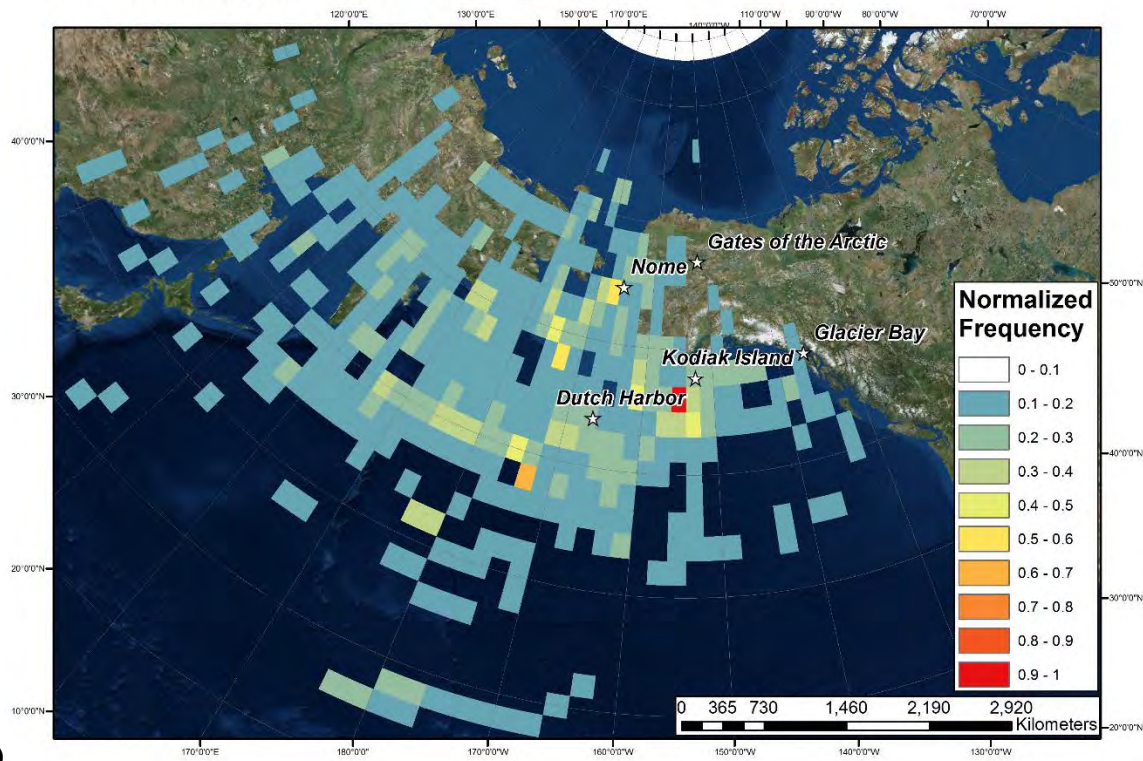 120°0'0"E 130°0'0"E 150°0'0"E 170°0'0"E 140°0'0"W 110°0'0"W 90°0'0"W 80°0'0"W 70°0'0"W
40°0'0"N
Gates of the Arctic
Nome
50°0'0"N
Normalized
Frequency
Glacier Bay
Kodiak Island
0 - 0.1
Dutch Harbor
30°0'0"N
0.1 - 0.2
0.2 - 0.3
40°0'0"N
0.3 - 0.4
0.4 - 0.5
0.5 - 0.6
20°0'0"N
0.6 - 0.7
30°0'0"N
0.7 - 0.8
0.8 - 0.9
0.9 - 1
10°0'0"N
0 365 730 1,460 2,190 2,920
Kilometers
20°0'0"N
170°0'0"E 180°0'0" 170°0'0"W 160°0'0"W 150°0'0"W 140°0'0"W 130°0'0"W